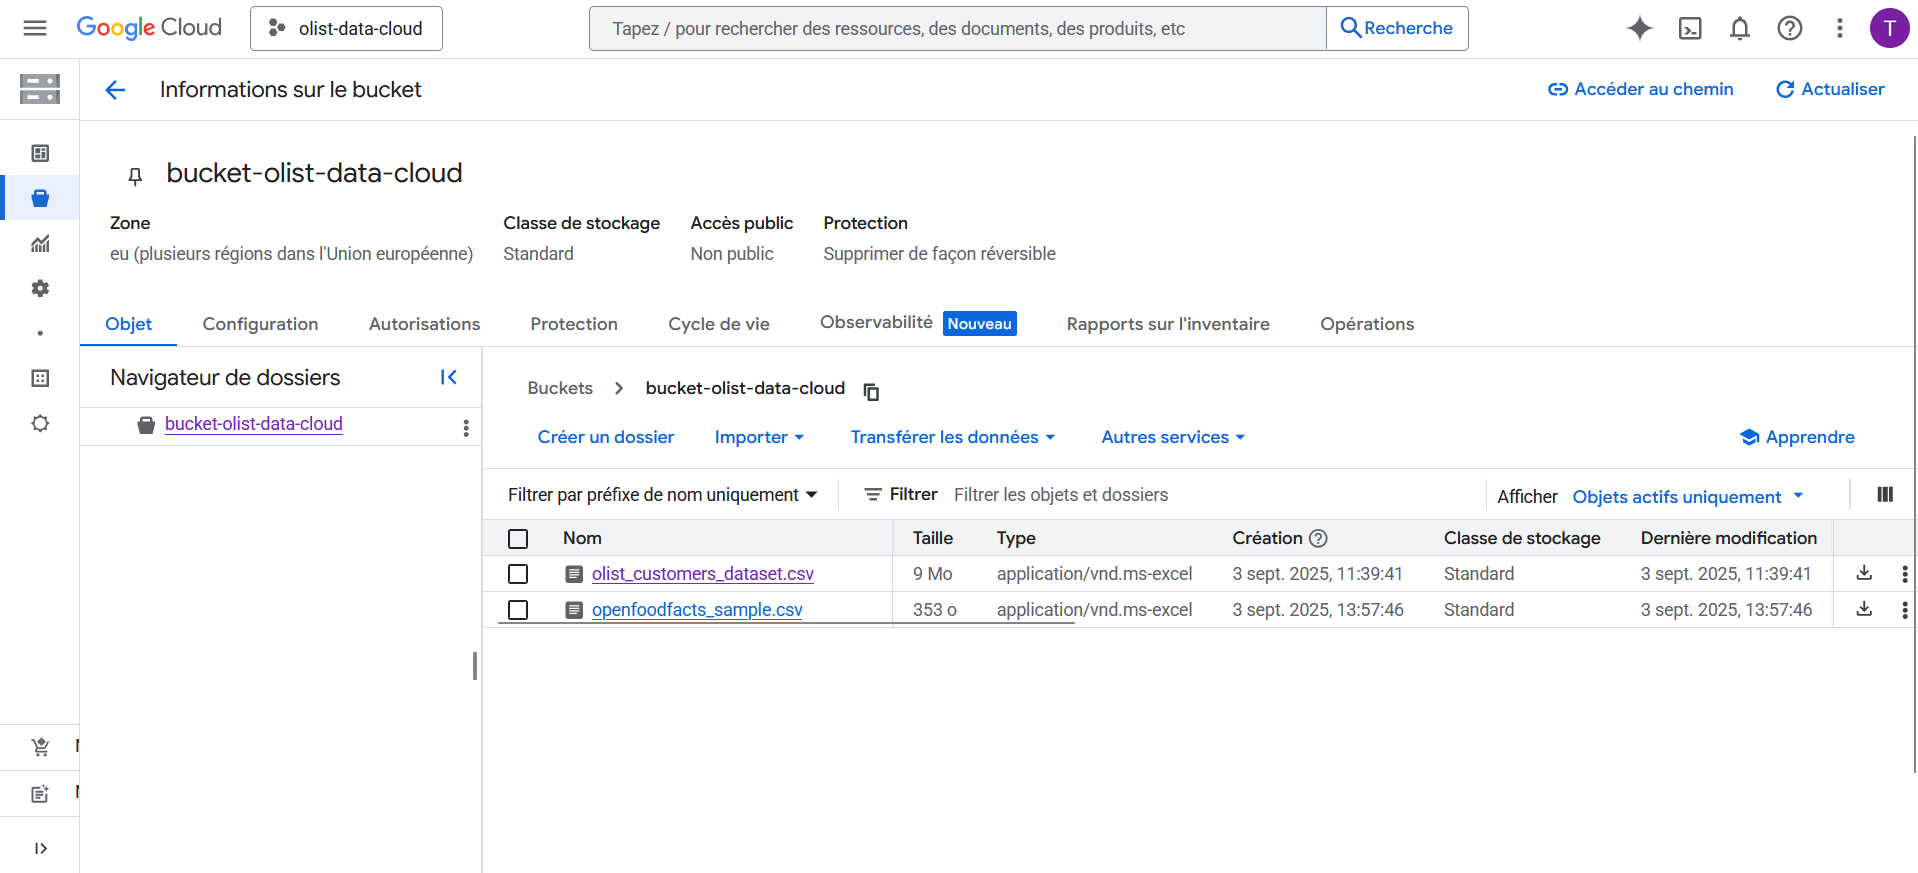 Google Cloud
olist-data-cloud
Tapez / pour rechercher des ressources, des documents, des produits, etc
Recherche
T
Informations sur le bucket
Accéder au chemin
Actualiser
bucket-olist-data-cloud
Zone
eu (plusieurs régions dans l'Union européenne)
Classe de stockage
Standard
Accès public
Non public
Protection
Supprimer de façon réversible
Objet
Configuration
Autorisations
Protection
Cycle de vie
Observabilité Nouveau
Rapports sur l'inventaire
Opérations
Navigateur de dossiers
bucket-olist-data-cloud
Buckets
bucket-olist-data-cloud
Créer un dossier
Importer
Transférer les données
Autres services
Apprendre
Filtrer par préfixe de nom uniquement
Filtrer Filtrer les objets et dossiers
Afficher Objets actifs uniquement
Nom Taille Type Création Classe de stockage Dernière modification
olist_customers_dataset.csv 9 Mo application/vnd.ms-excel 3 sept. 2025, 11:39:41 Standard 3 sept. 2025, 11:39:41
openfoodfacts_sample.csv 353 o application/vnd.ms-excel 3 sept. 2025, 13:57:46 Standard 3 sept. 2025, 13:57:46